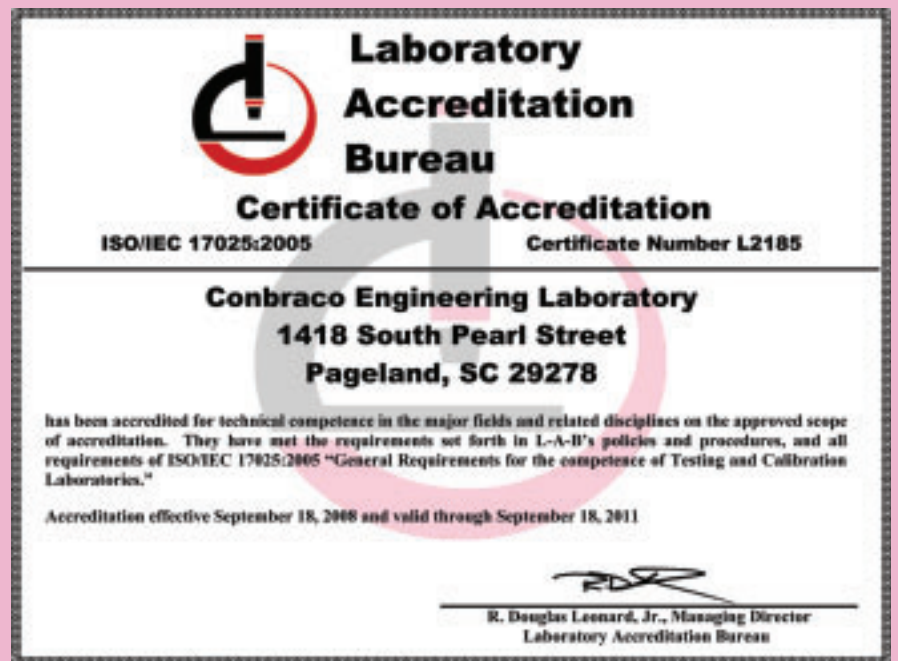 Laboratory
Accreditation
Bureau
Certificate of Accreditation
ISO/IEC 17025:2005 Certificate Number L2185
Conbraco Engineering Laboratory
1418 South Pearl Street
Pageland, SC 29278
has been accredited for technical competence in the major fields and related disciplines on the approved scope
of accreditation. They have met the requirements set forth in L-A-B's policies and procedures, and all
requirements of ISO/IEC 17025:2005 “General Requirements for the competence of Testing and Calibration
Laboratories.”
Accreditation effective September 18, 2008 and valid through September 18, 2011
R. Douglas Leonard, Jr., Managing Director
Laboratory Accreditation Bureau